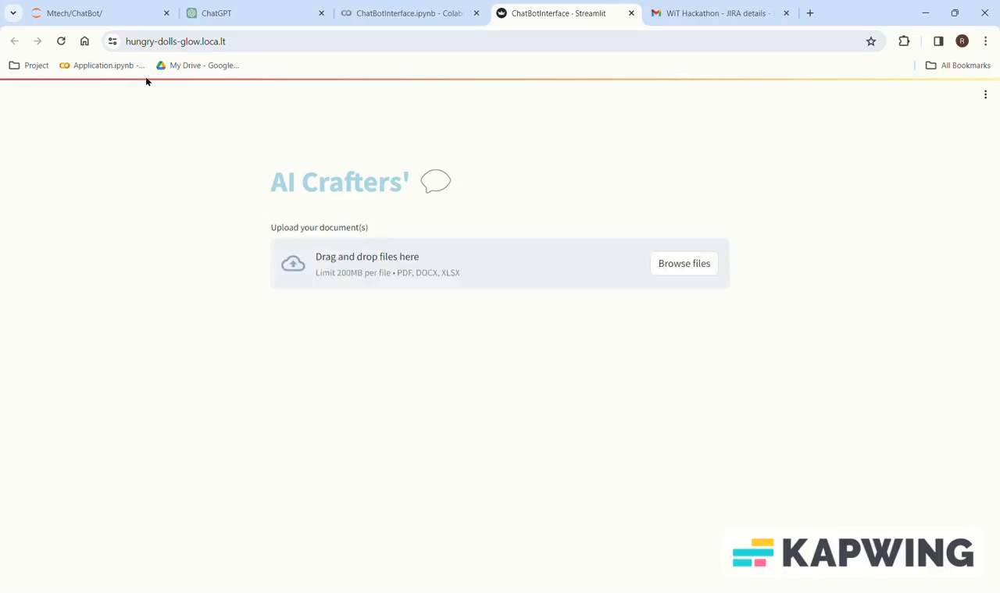 Mtech/ChatBot/
ChatGPT
ChatBotInterface.ipynb - Colab
ChatBotInterface · Streamlit
WiT Hackathon - JIRA details -
hungry-dolls-glow.loca.lt
R
Project
Application.ipynb -...
My Drive - Google...
All Bookmarks
AI Crafters'
Upload your document(s)
Drag and drop files here
Limit 200MB per file • PDF, DOCX, XLSX
Browse files
KAPWING